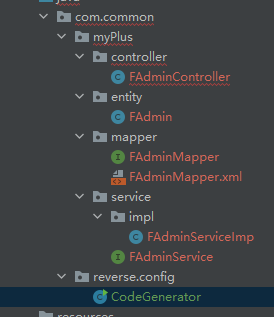 java
com.common
myPlus
controller
FAdminController
entity
FAdmin
mapper
FAdminMapper
FAdminMapper.xml
service
impl
FAdminServiceImp
FAdminService
reverse.config
CodeGenerator
resources